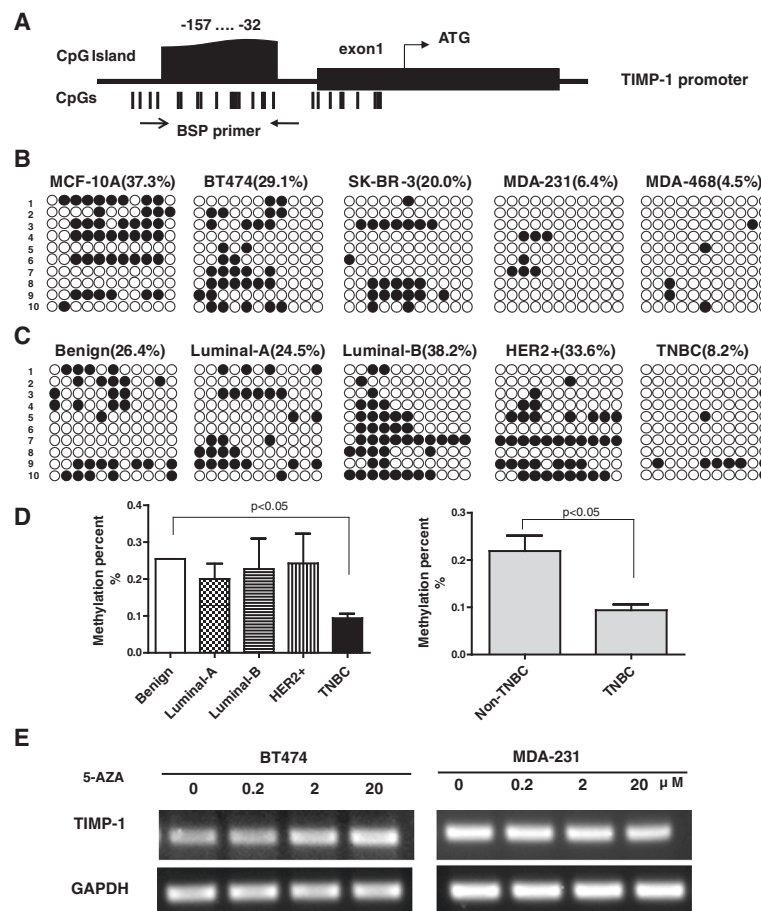 A
-157 .... -32
CpG Island
exon1
ATG
TIMP-1 promoter
CpGs
BSP primer
B
MCF-10A(37.3%) BT474(29.1%) SK-BR-3(20.0%) MDA-231(6.4%) MDA-468(4.5%)
1
2
3
4
5
6
7
8
9
10
C
Benign(26.4%) Luminal-A(24.5%) Luminal-B(38.2%) HER2+(33.6%) TNBC(8.2%)
1
2
3
4
5
6
7
8
9
10
D
Methylation percent
%
0.4
0.3
0.2
0.1
0.0
p<0.05
Benign
Luminal-A
Luminal-B
HER2+
TNBC
Methylation percent
%
0.3
0.2
0.1
0.0
p<0.05
Non-TNBC
TNBC
E
BT474 MDA-231
5-AZA 0 0.2 2 20 0 0.2 2 20 μ M
TIMP-1
GAPDH